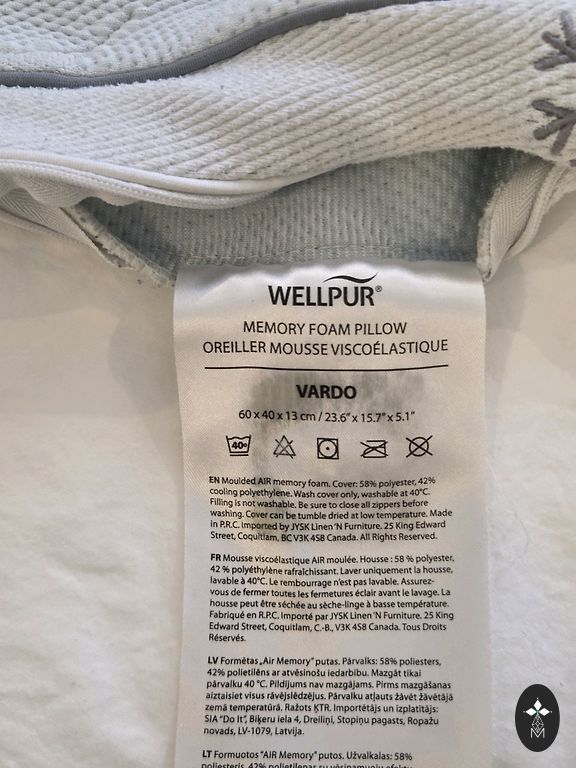 WELLPUR®
MEMORY FOAM PILLOW
OREILLER MOUSSE VISCOÉLASTIQUE
VARDO
60 x 40 x 13 cm / 23.6" x 15.7" x 5.1"
40°
EN Moulded AIR memory foam. Cover: 58% polyester, 42%
cooling polyethylene. Wash cover only, washable at 40°C.
Filling is not washable. Be sure to close all zippers before
washing. Cover can be tumble dried at low temperature. Made
in P.R.C. Imported by JYSK Linen 'N Furniture. 25 King Edward
Street, Coquitlam, BC V3K 4S8 Canada. All Rights Reserved.
FR Mousse viscoélastique AIR moulée. Housse : 58 % polyester,
42 % polyéthylène rafraîchissant. Laver uniquement la housse,
lavable à 40°C. Le rembourrage n'est pas lavable. Assurez-
vous de fermer toutes les fermetures éclair avant le lavage. La
housse peut être séchée au sèche-linge à basse température.
Fabriqué en R.P.C. Importé par JYSK Linen 'N Furniture. 25 King
Edward Street, Coquitlam, C.-B., V3K 4S8 Canada. Tous Droits
Réservés.
LV Formētas „Air Memory" putas. Pārvalks: 58% poliesters,
42% polietilēns ar atvēsinošu iedarbību. Mazgāt tikai
pārvalku 40 °C. Pildījums nav mazgājams. Pirms mazgāšanas
aiztaisiet visus rāvējslēdzējus. Pārvalku atļauts žāvēt žāvētājā
zemā temperatūrā. Ražots ĶTR. Importētājs un izplatītājs:
SIA "Do It", Biķeru iela 4, Dreiliņi, Stopiņu pagasts, Ropažu
novads, LV-1079, Latvija.
LT Formuotos "AIR Memory" putos. Užvalkalas: 58%
poliesteris, 42% polietilenas su vėsinamuoju efektu.
M